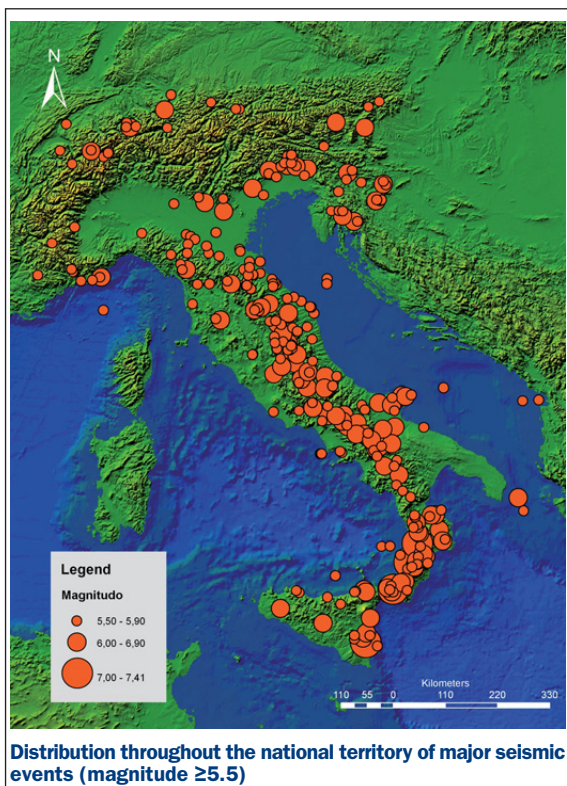 N
Legend
Magnitudo
5,50 - 5,90
6,00 - 6,90
7,00 - 7,41
Kilometers
110 55 0 110 220 330
Distribution throughout the national territory of major seismic
events (magnitude ≥5.5)